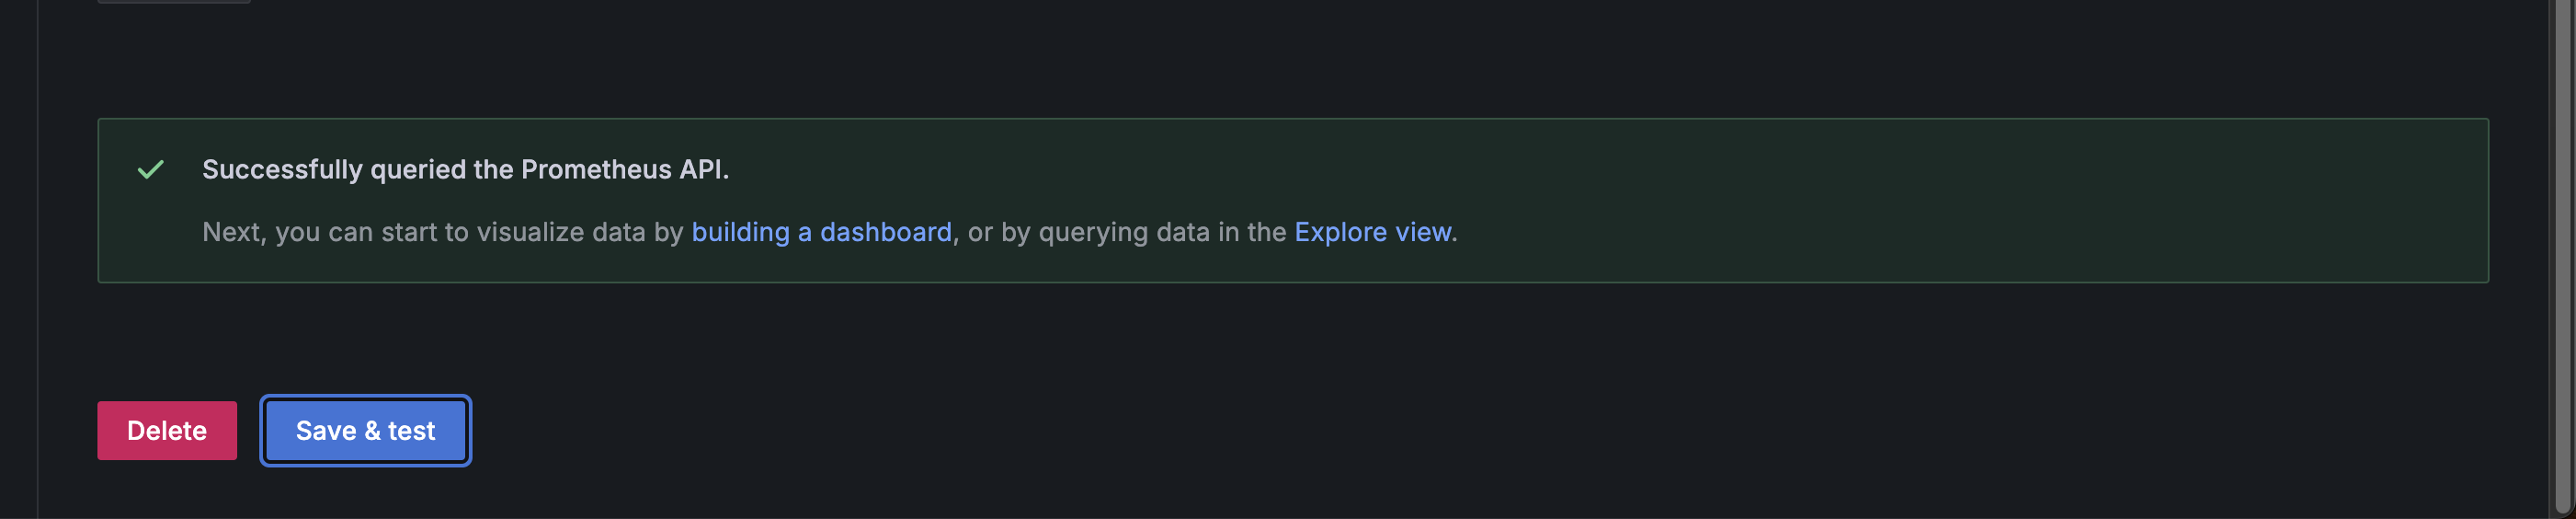 Successfully queried the Prometheus API.
Next, you can start to visualize data by building a dashboard, or by querying data in the Explore view.
Delete
Save & test